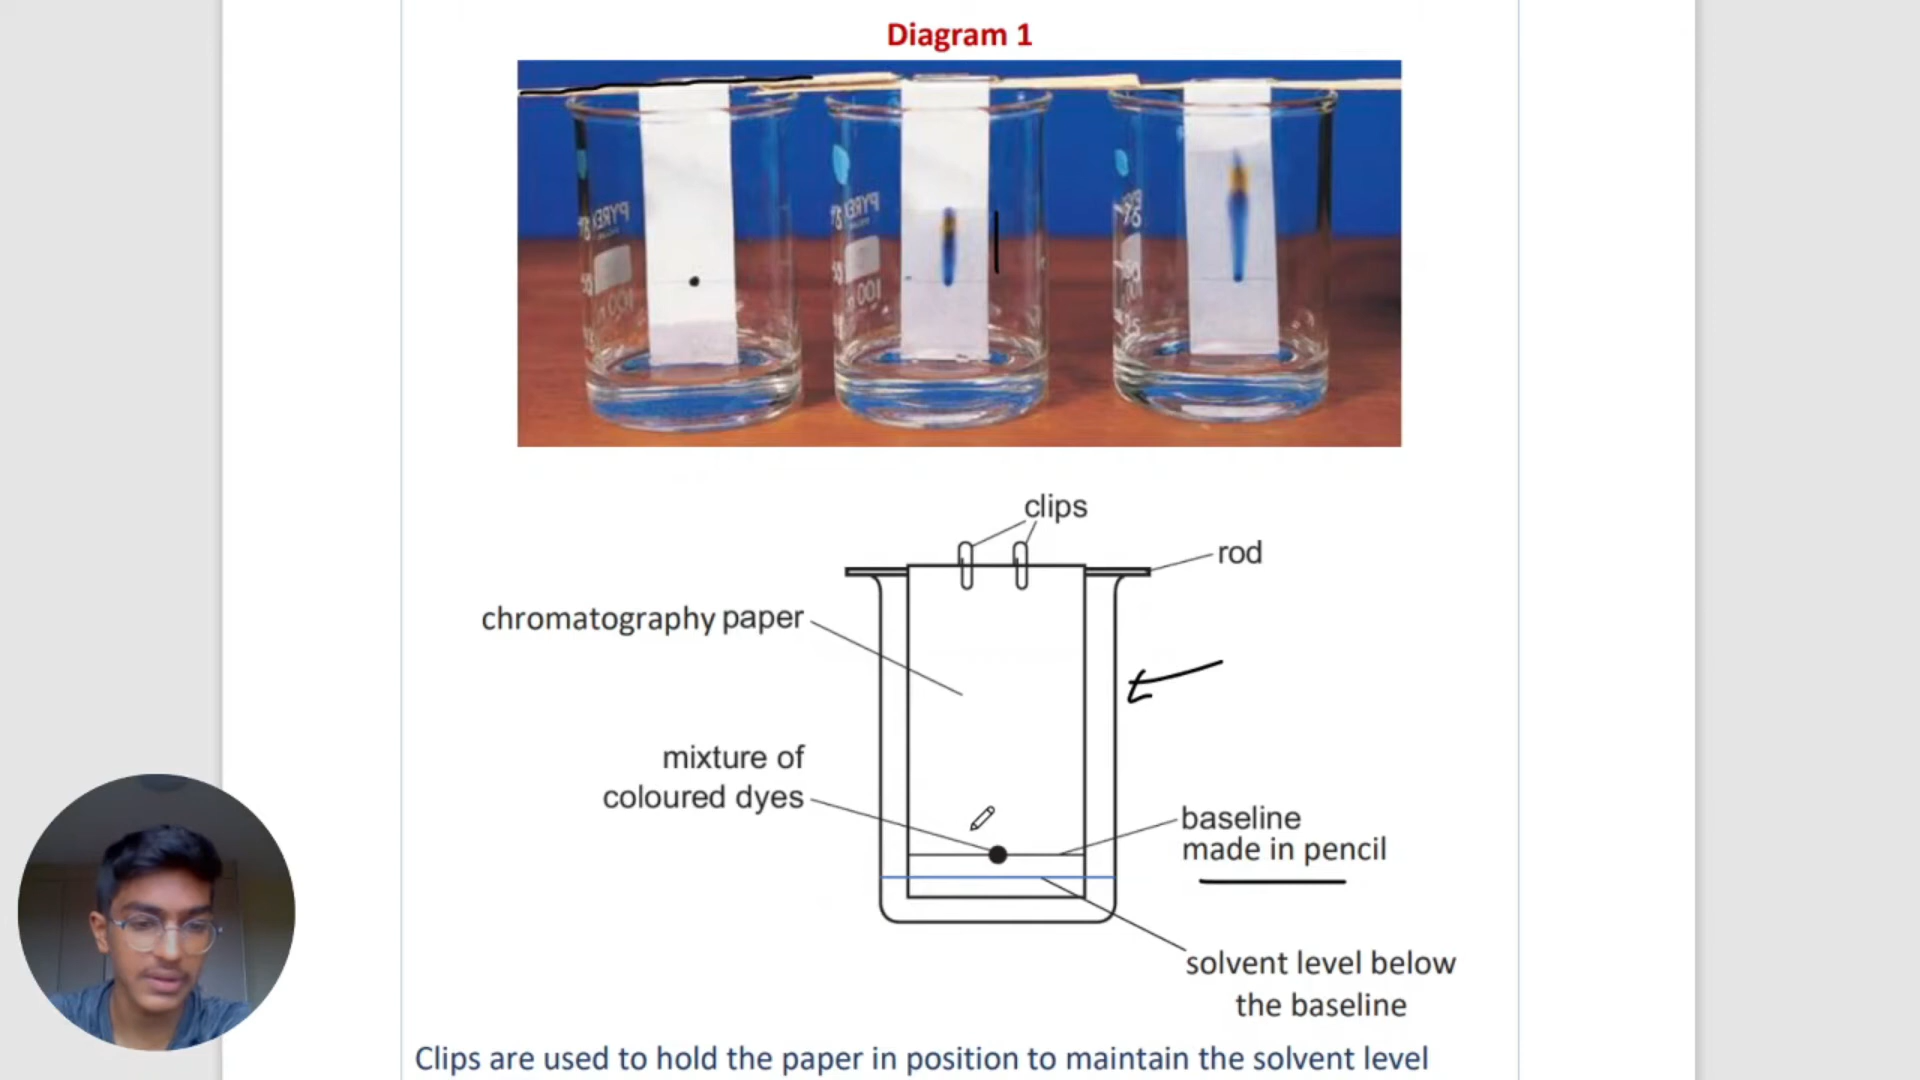 Diagram 1
clips
rod
chromatography paper
mixture of
coloured dyes
baseline
made in pencil
solvent level below
the baseline
Clips are used to hold the paper in position to maintain the solvent level